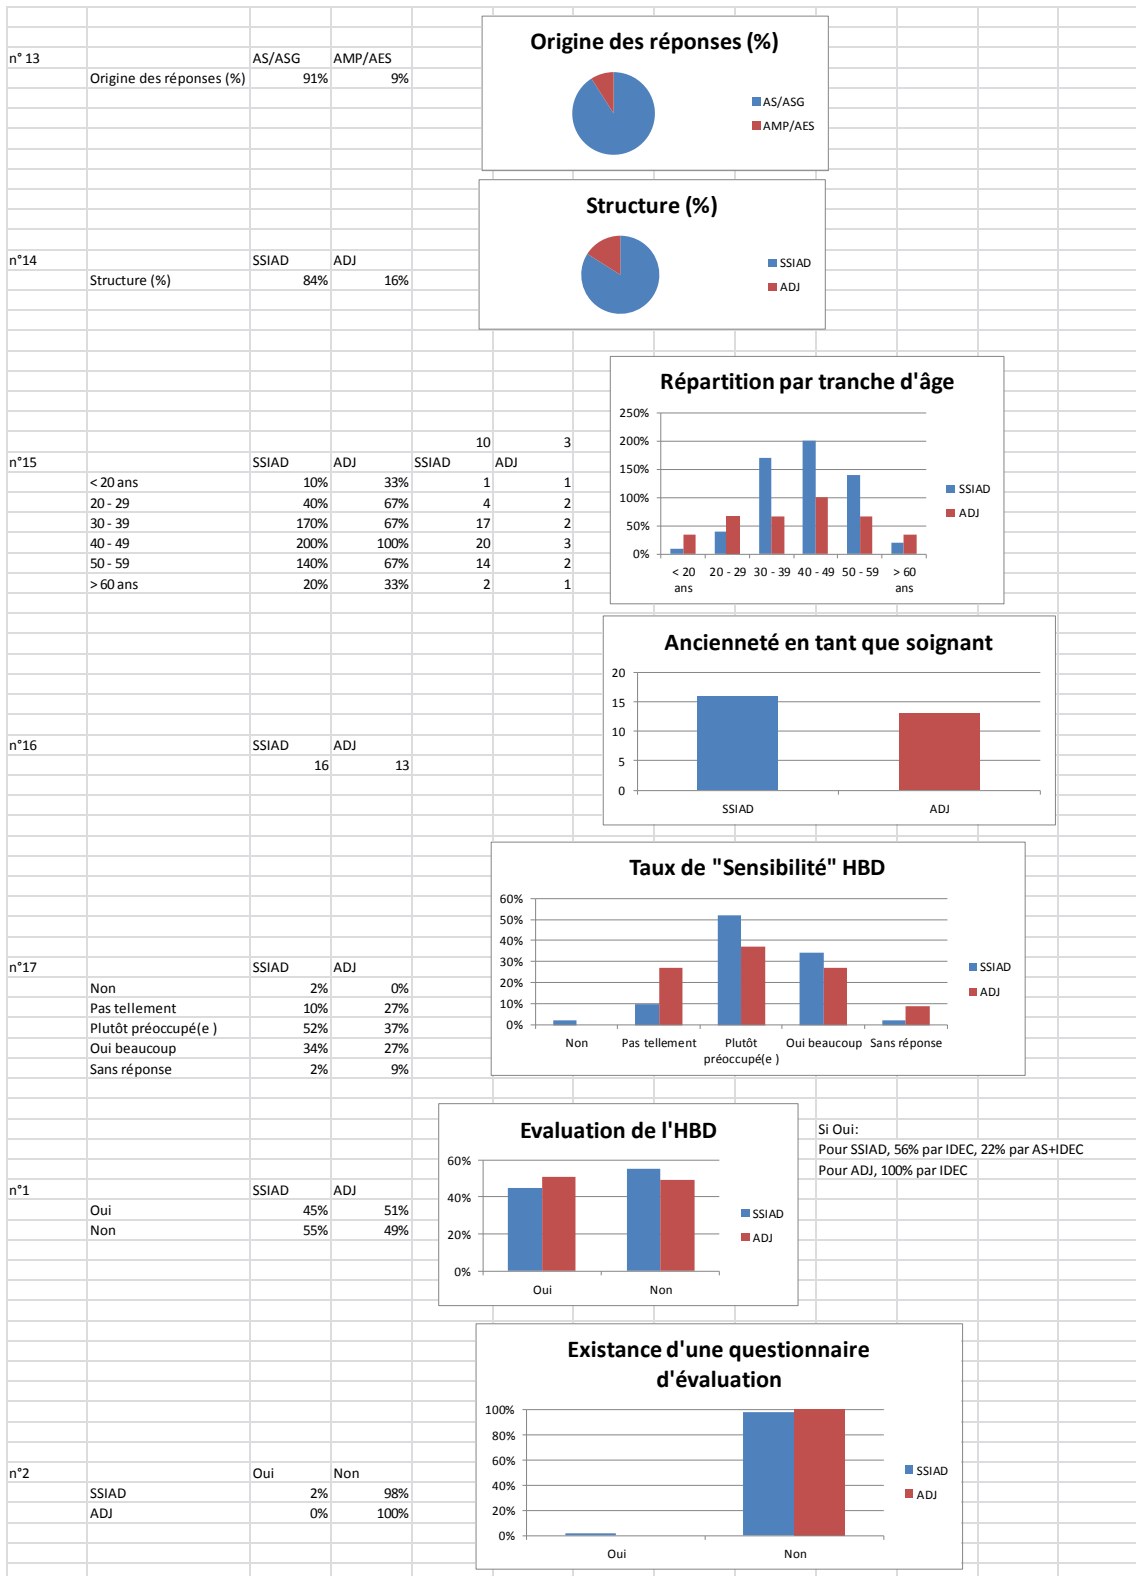 Origine des réponses (%)
n° 13 AS/ASG AMP/AES
Origine des réponses (%) 91% 9%
AS/ASG
AMP/AES
Structure (%)
n°14 SSIAD ADJ
Structure (%) 84% 16%
SSIAD
ADJ
Répartition par tranche d'âge
10 3
n°15 SSIAD ADJ SSIAD ADJ
< 20 ans 10% 33% 1 1
20 - 29 40% 67% 4 2
30 - 39 170% 67% 17 2
40 - 49 200% 100% 20 3
50 - 59 140% 67% 14 2
> 60 ans 20% 33% 2 1
250%
200%
150%
100%
50%
0%
< 20 20 - 29 30 - 39 40 - 49 50 - 59 > 60
ans ans
SSIAD
ADJ
Ancienneté en tant que soignant
n°16 SSIAD ADJ
16 13
20
15
10
5
0
SSIAD ADJ
Taux de "Sensibilité" HBD
n°17 SSIAD ADJ
Non 2% 0%
Pas tellement 10% 27%
Plutôt préoccupé(e ) 52% 37%
Oui beaucoup 34% 27%
Sans réponse 2% 9%
60%
50%
40%
30%
20%
10%
0%
Non Pas tellement Plutôt Oui beaucoup Sans réponse
préoccupé(e )
SSIAD
ADJ
Evaluation de l'HBD
Si Oui:
Pour SSIAD, 56% par IDEC, 22% par AS+IDEC
Pour ADJ, 100% par IDEC
n°1 SSIAD ADJ
Oui 45% 51%
Non 55% 49%
60%
40%
20%
0%
Oui Non
SSIAD
ADJ
Existance d'une questionnaire
d'évaluation
n°2 Oui Non
SSIAD 2% 98%
ADJ 0% 100%
100%
80%
60%
40%
20%
0%
Oui Non
SSIAD
ADJ